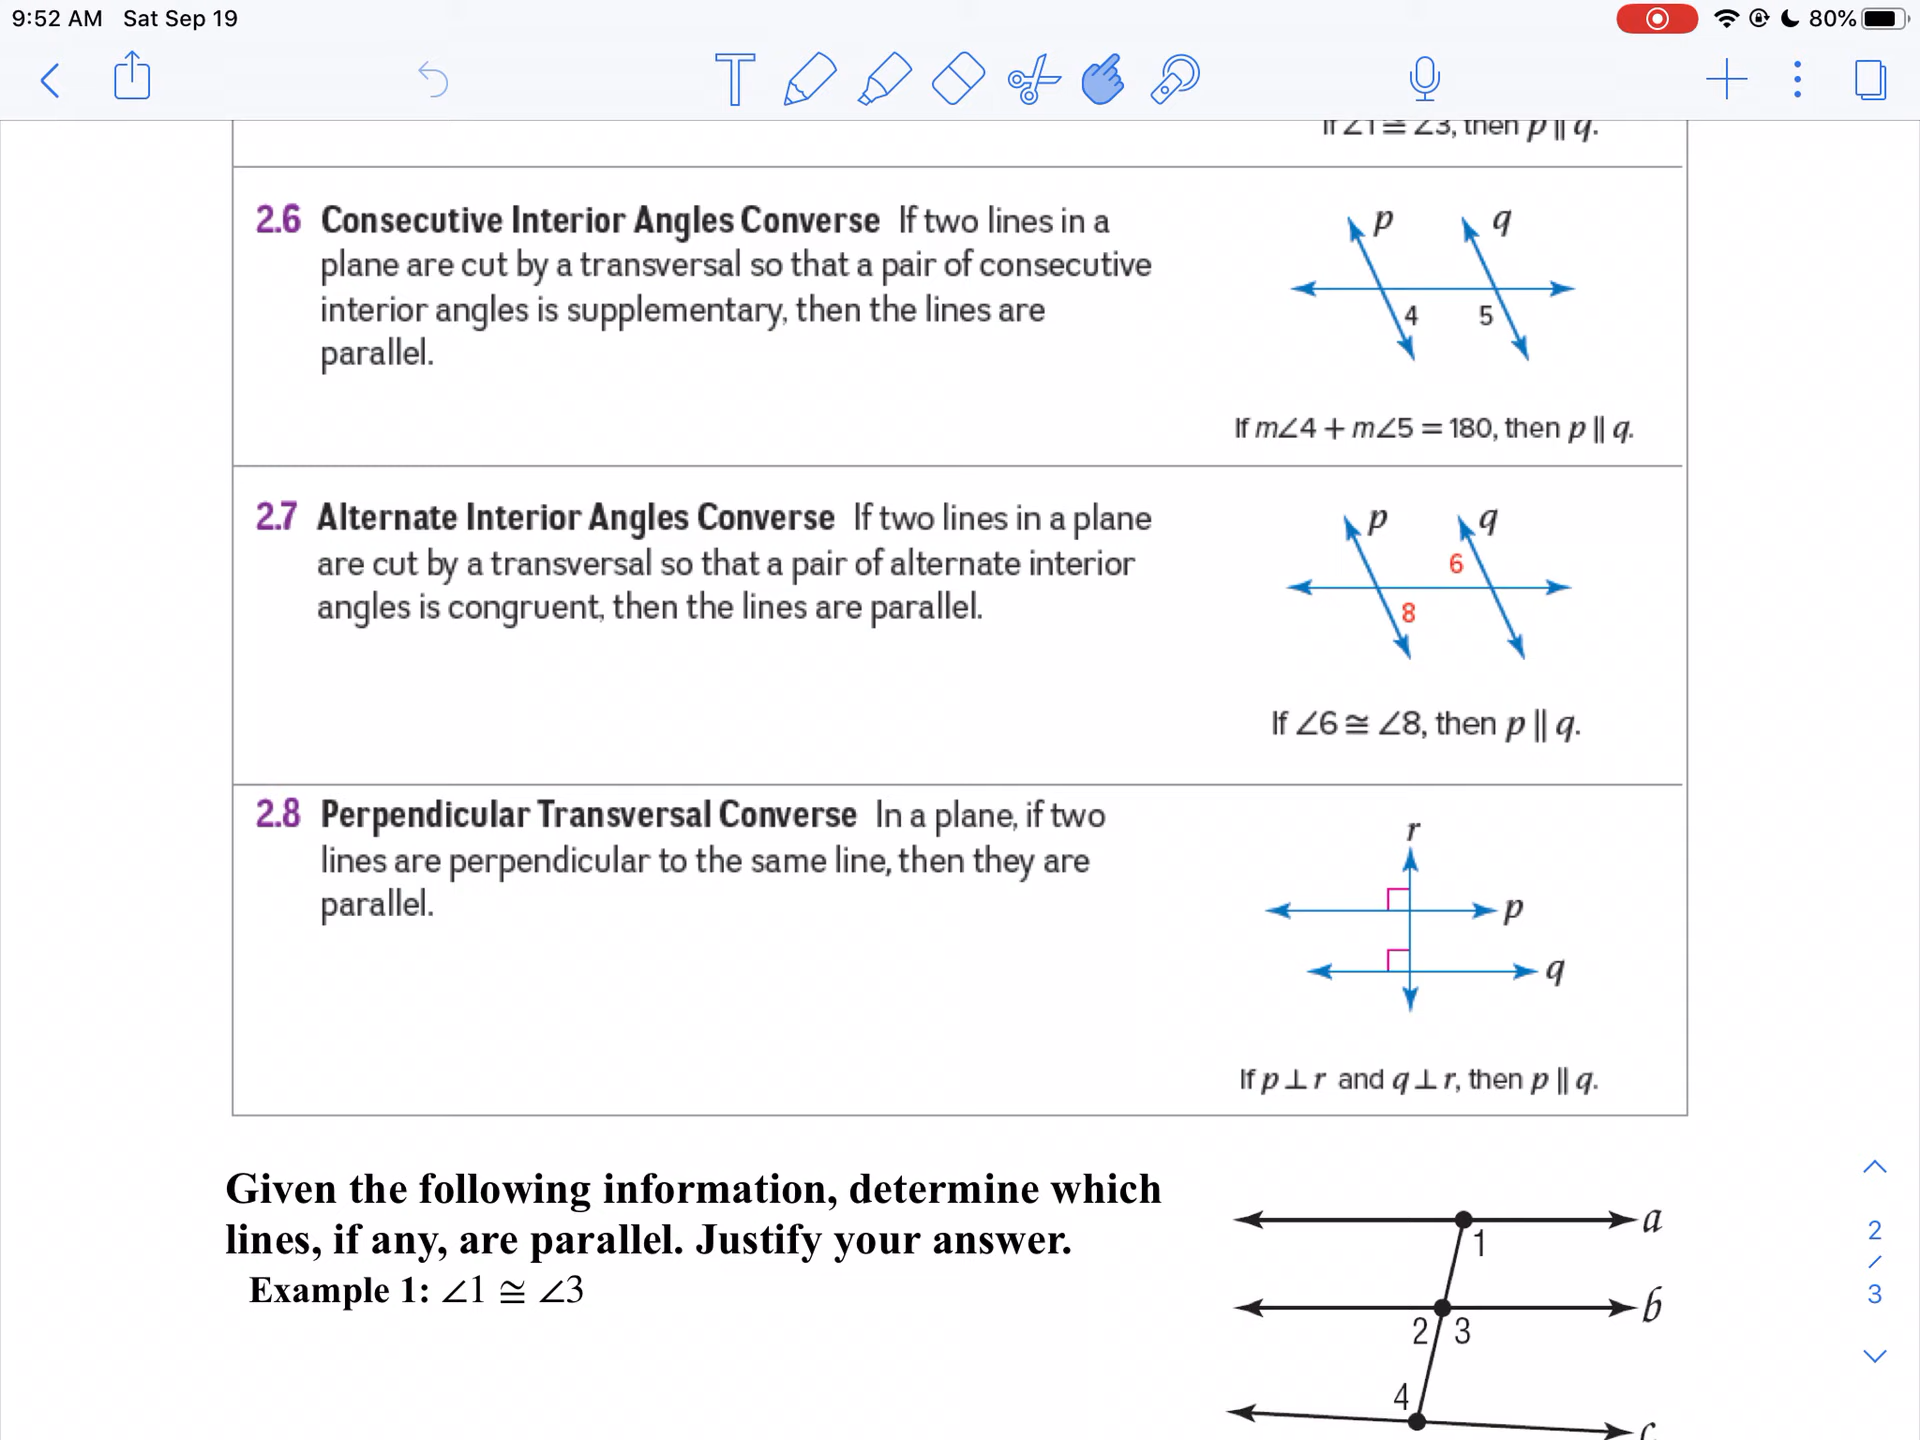 9:52 AM Sat Sep 19
80%
If ∠1 ≅ ∠3, then p || q.
2.6 Consecutive Interior Angles Converse If two lines in a
plane are cut by a transversal so that a pair of consecutive
interior angles is supplementary, then the lines are
parallel.
p q
4 5
If m∠4 + m∠5 = 180, then p || q.
2.7 Alternate Interior Angles Converse If two lines in a plane
are cut by a transversal so that a pair of alternate interior
angles is congruent, then the lines are parallel.
p q
6
8
If ∠6 ≅ ∠8, then p || q.
2.8 Perpendicular Transversal Converse In a plane, if two
lines are perpendicular to the same line, then they are
parallel.
r
p
q
If p ⊥ r and q ⊥ r, then p || q.
Given the following information, determine which
lines, if any, are parallel. Justify your answer.
Example 1: ∠1 ≅ ∠3
a
1
b
2 3
4
c
2
/
3